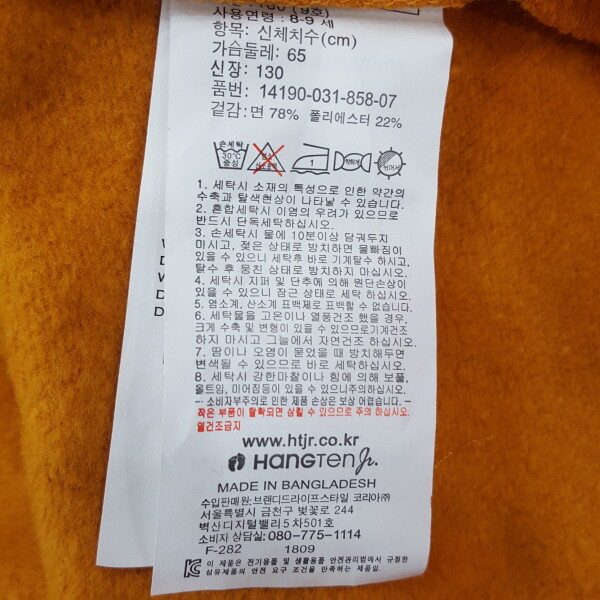 사용연령 : 8-9 세
항목: 신체치수(cm)
가슴둘레: 65
신장: 130
품번: 14190-031-858-07
겉감: 면 78% 폴리에스터 22%
손세탁
30℃
중성
1
약하게
1. 세탁시 소재의 특성으로 인한 약간의
수축과 탈색현상이 나타날 수 있습니다.
2. 혼합세탁시 이염의 우려가 있으므로
반드시 단독세탁하십시오.
3. 손세탁시 물에 10분이상 담궈두지
마시고, 젖은 상태로 방치하면 물빠짐이
있을 수 있으니 세탁후 바로 기계탈수 하시고,
탈수 후 뭉친 상태로 방치하지 마십시오.
4. 세탁시 지퍼 및 단추에 의해 원단손상이
있을 수 있으니 잠근 상태로 세탁 하십시오.
5. 염소계, 산소계 표백제로 표백할 수 없습니다.
6. 세탁물을 고온이나 열풍건조 했을 경우,
크게 수축 및 변형이 있을 수 있으므로기계건조
하지 마시고 그늘에서 자연건조 하십시오.
7. 땀이나 오염이 묻었을 때 방치해두면
변색될 수 있으므로 바로 세탁하십시오.
8. 세탁시 강한마찰이나 힘에 의해 보풀,
올트임, 미어짐등이 있을 수 있으니주의하십시오.
-- 소비자부주의로 인한 제품 손상은 보상 어렵습니다.
작은 부품이 탈락되면 삼킬 수 있으므로 주의 하십시오.
열건조금지
www.htjr.co.kr
HANGTEN Jr.
MADE IN BANGLADESH
수입판매원: 브랜디드라이프스타일 코리아(주)
서울특별시 금천구 벚꽃로 244
벽산디지털밸리 5차501호
소비자 상담실: 080-775-1114
F-282 1809
이 제품은 전기용품 및 생활용품 안전관리법에서 규정한
섬유제품의 안전 요구 조건을 만족한 제품입니다.